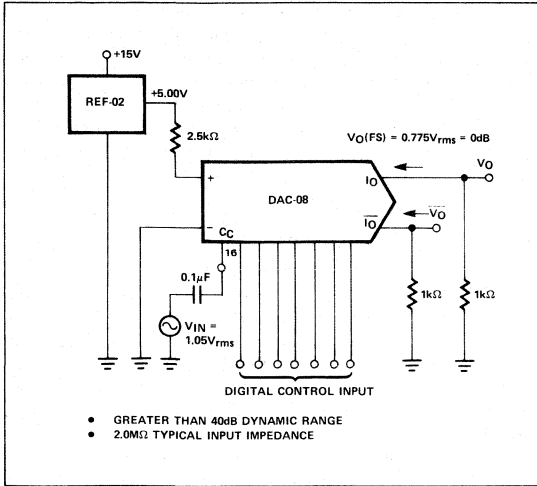 +15V
REF-02
+5.00V
2.5kΩ
VO(FS) = 0.775Vrms = 0dB
VO
+
IO
DAC-08
IO
VO
−
CC
16
0.1μF
1kΩ
1kΩ
VIN =
1.05Vrms
DIGITAL CONTROL INPUT
• GREATER THAN 40dB DYNAMIC RANGE
• 2.0MΩ TYPICAL INPUT IMPEDANCE